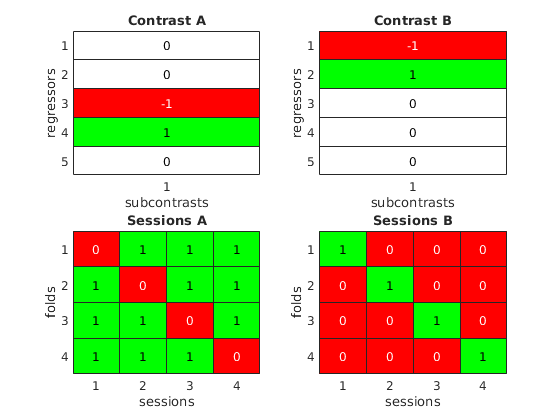 Contrast A
Contrast B
1 0
2 0
3 -1
4 1
5 0
regressors
1
subcontrasts
1 -1
2 1
3 0
4 0
5 0
regressors
1
subcontrasts
Sessions A
Sessions B
1 0 1 1 1
2 1 0 1 1
3 1 1 0 1
4 1 1 1 0
folds
1 2 3 4
sessions
1 1 0 0 0
2 0 1 0 0
3 0 0 1 0
4 0 0 0 1
folds
1 2 3 4
sessions